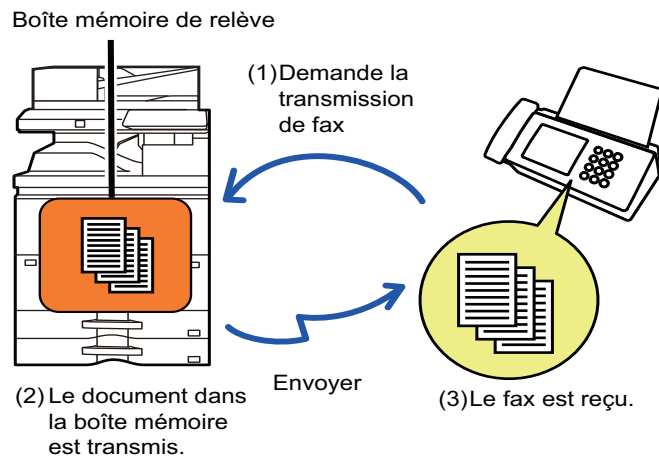 Boîte mémoire de relève
(1)Demande la
transmission
de fax
Envoyer
(2) Le document dans
la boîte mémoire
est transmis.
(3)Le fax est reçu.